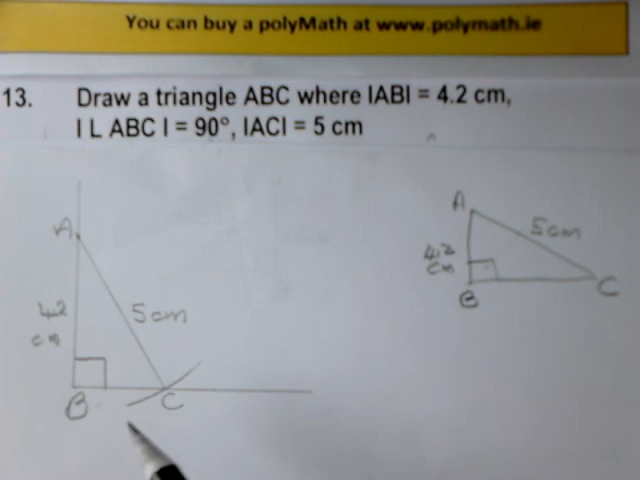 You can buy a polyMath at www.polymath.ie
13. Draw a triangle ABC where IABI = 4.2 cm,
I L ABC I = 90°, IACI = 5 cm
A
4.2
cm
5cm
B
C
A
5cm
4.2
cm
B
C